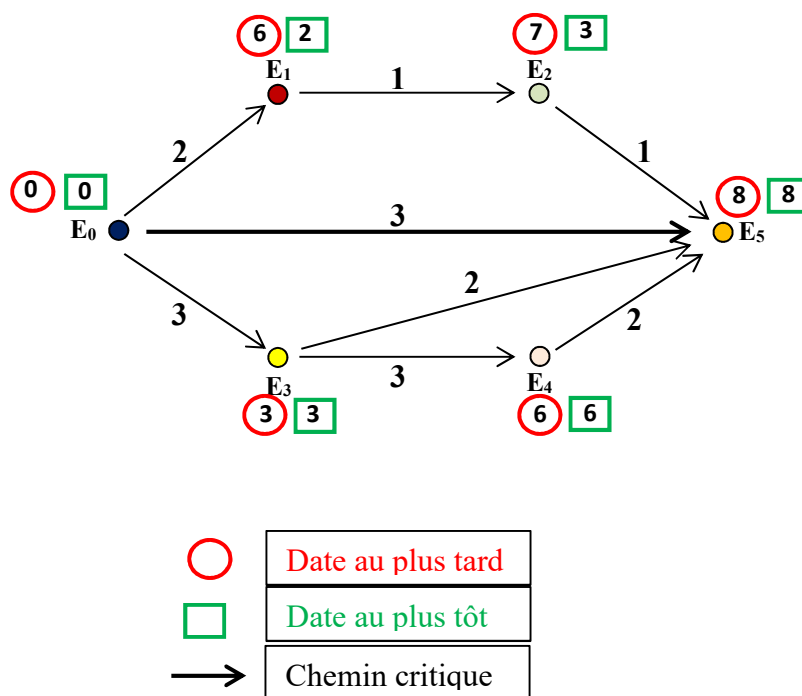 6 2
7 3
E1
E2
1
2
1
0 0
8 8
E0
3
E5
3
2
2
3
E3
E4
3 3
6 6
Date au plus tard
Date au plus tôt
Chemin critique